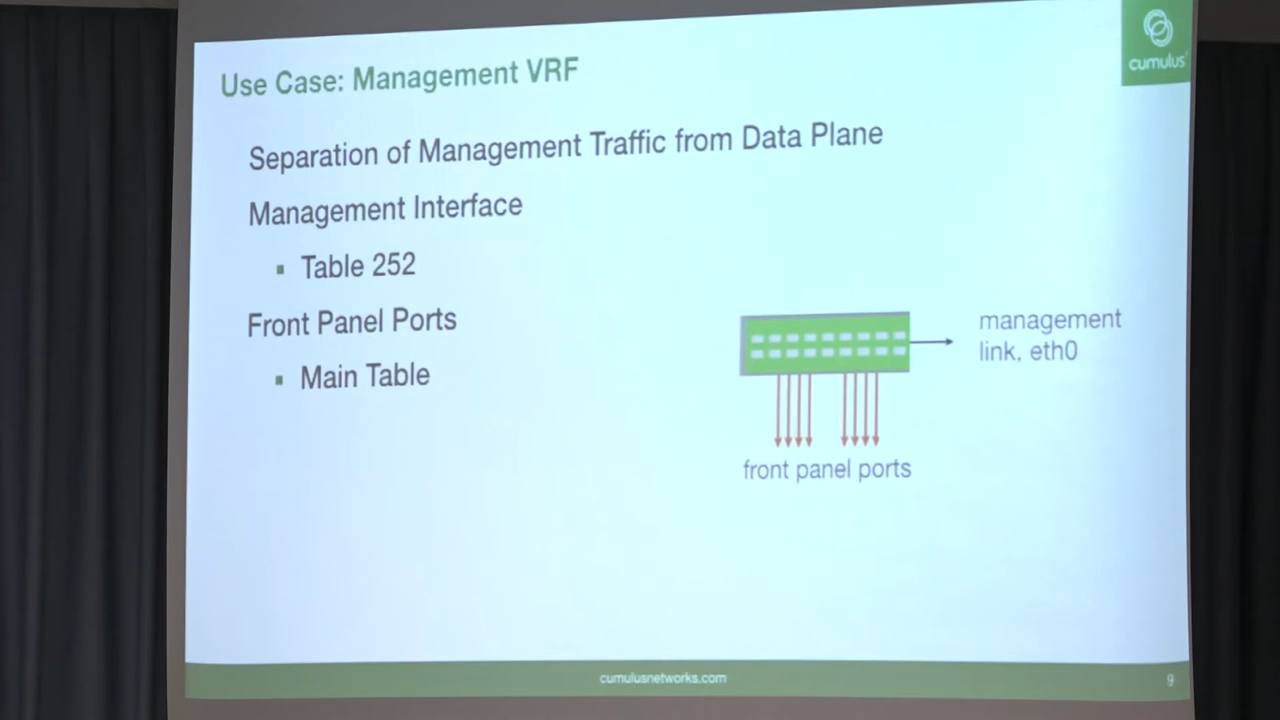 cumulus
Use Case: Management VRF
Separation of Management Traffic from Data Plane
Management Interface
Table 252
Front Panel Ports
Main Table
management
link, eth0
front panel ports
cumulusnetworks.com
9